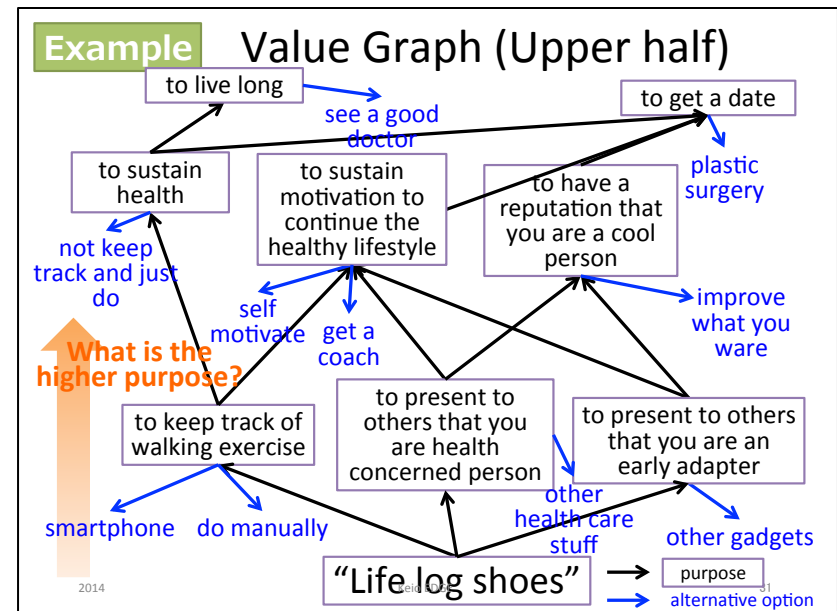 Example
Value Graph (Upper half)
to live long
see a good
doctor
to get a date
plastic
surgery
to sustain
health
to sustain
motivation to
continue the
healthy lifestyle
to have a
reputation that
you are a cool
person
not keep
track and just
do
self
motivate
get a
coach
improve
what you
ware
What is the
higher purpose?
to keep track of
walking exercise
to present to
others that you
are health
concerned person
to present to others
that you are an
early adapter
smartphone
do manually
other
health care
stuff
other gadgets
“Life log shoes”
purpose
alternative option
2014
31